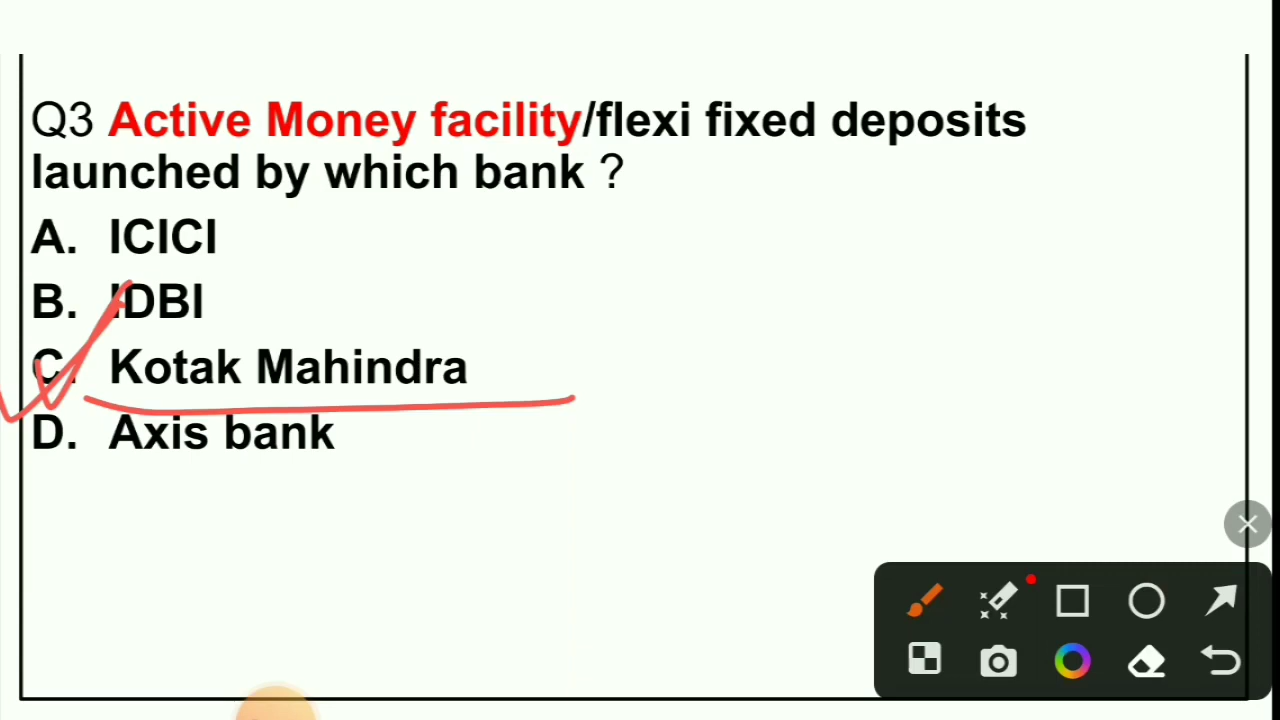 Q3 Active Money facility/flexi fixed deposits
launched by which bank ?
A. ICICI
B. IDBI
C. Kotak Mahindra
D. Axis bank